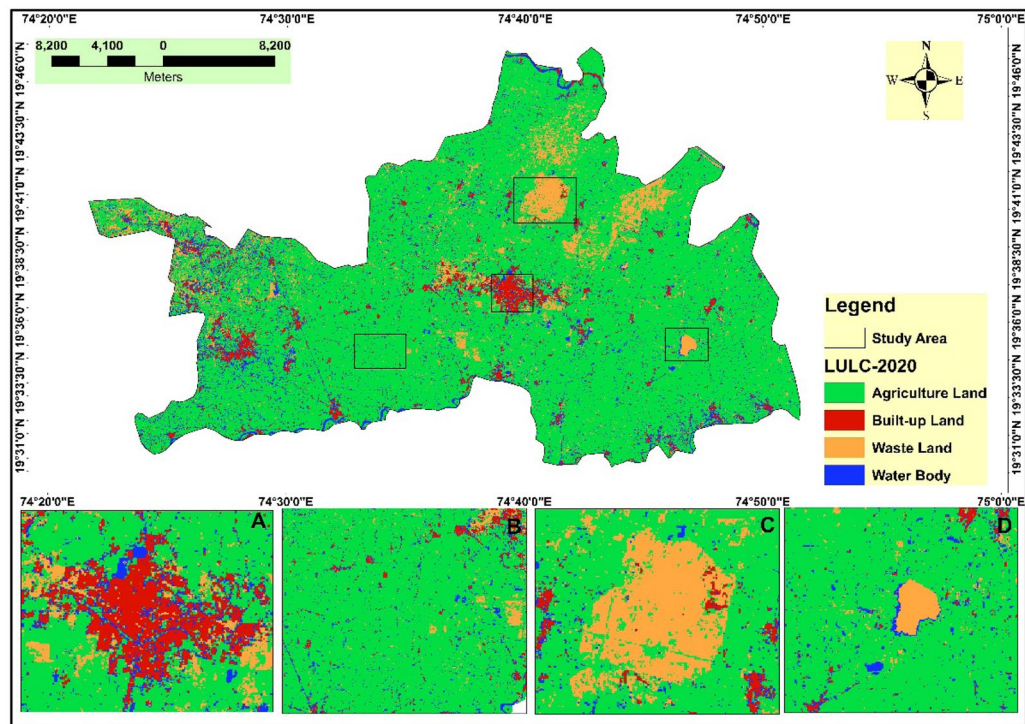 74°20'0"E 74°30'0"E 74°40'0"E 74°50'0"E 75°0'0"E
8,200 4,100 0 8,200
Meters
N
W E
S
19°46'0"N
19°43'30"N
19°41'0"N
19°38'30"N
19°36'0"N
19°33'30"N
19°31'0"N
19°46'0"N
19°43'30"N
19°41'0"N
19°38'30"N
19°36'0"N
19°33'30"N
19°31'0"N
Legend
Study Area
LULC-2020
Agriculture Land
Built-up Land
Waste Land
Water Body
74°20'0"E 74°30'0"E 74°40'0"E 74°50'0"E 75°0'0"E
A
B
C
D